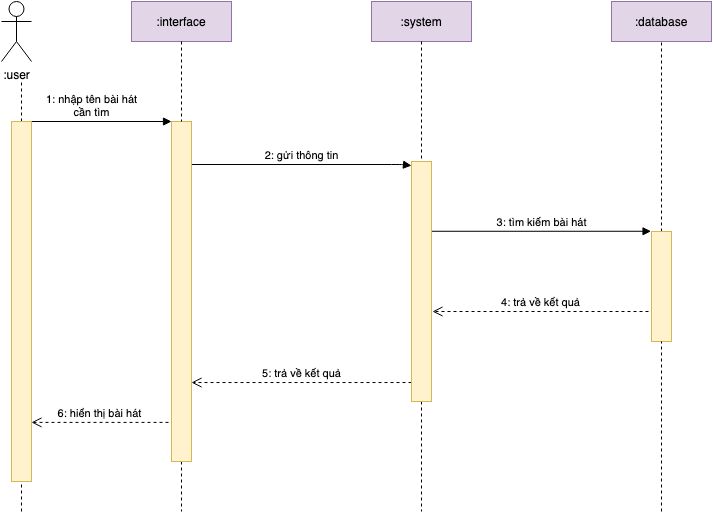 :interface
:system
:database
:user
1: nhập tên bài hát
cần tìm
2: gửi thông tin
3: tìm kiếm bài hát
4: trả về kết quả
5: trả về kết quả
6: hiển thị bài hát